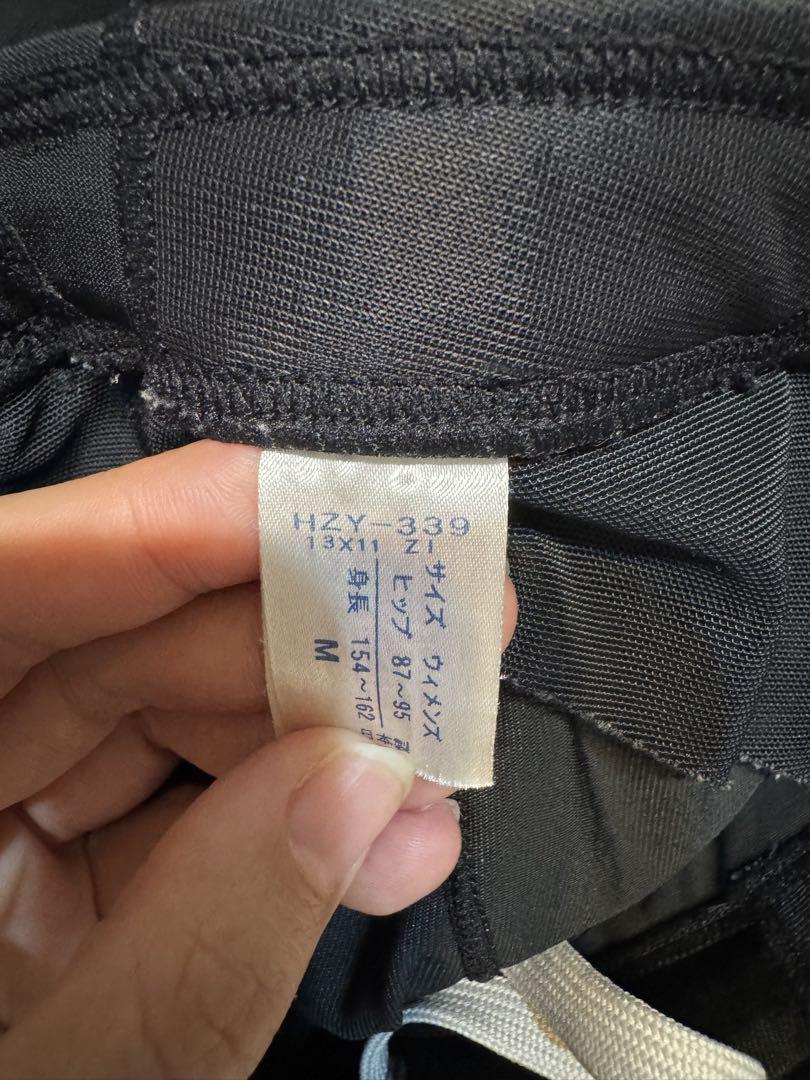 HZY-339
13X11 ZI
サイズ ウィメンズ
ヒップ 87~95
身長 154~162
M